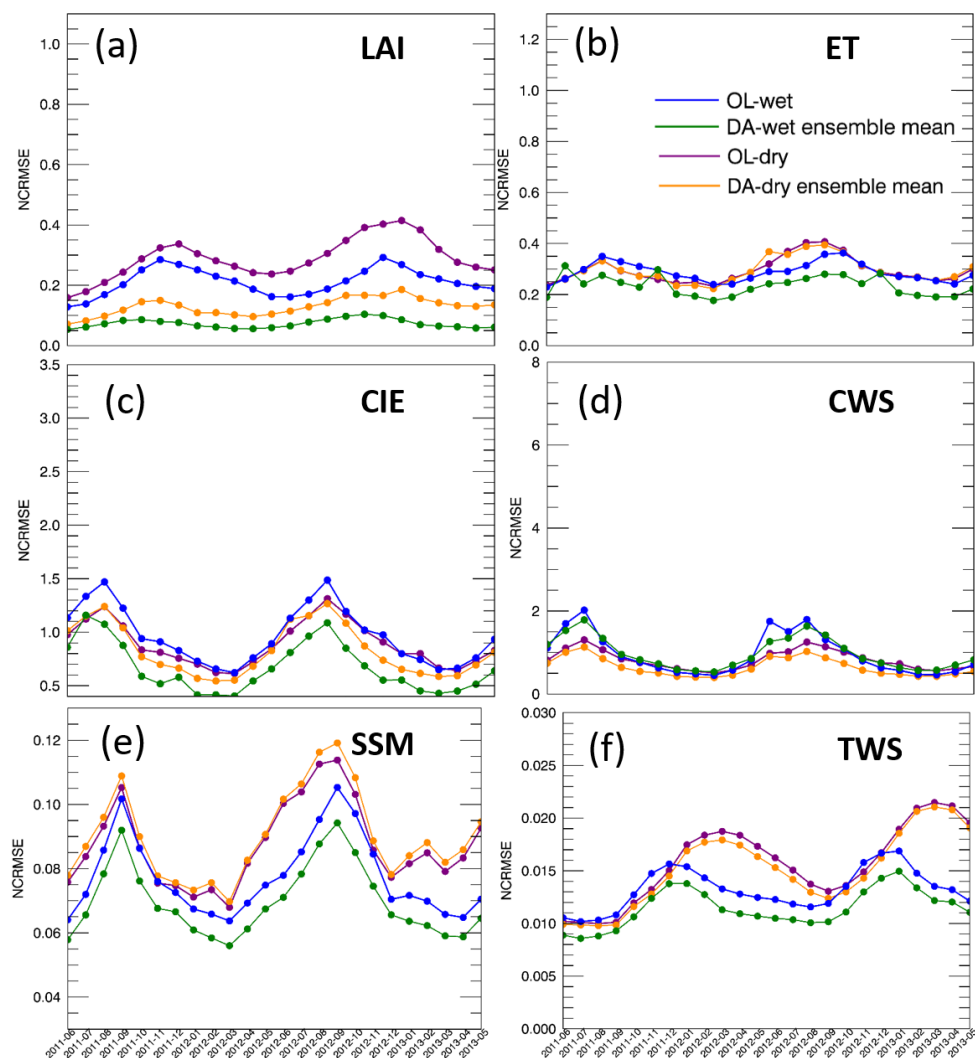 (a) LAI
1.0
0.8
0.6
0.4
0.2
0.0
NCRMSE
(b) ET
1.2
1.0
0.8
0.6
0.4
0.2
0.0
NCRMSE
OL-wet
DA-wet ensemble mean
OL-dry
DA-dry ensemble mean
(c) CIE
3.5
3.0
2.5
2.0
1.5
1.0
0.5
NCRMSE
(d) CWS
8
6
4
2
0
NCRMSE
(e) SSM
0.12
0.10
0.08
0.06
0.04
NCRMSE
2011-06 2011-07 2011-08 2011-09 2011-10 2011-11 2011-12 2012-01 2012-02 2012-03 2012-04 2012-05 2012-06 2012-07 2012-08 2012-09 2012-10 2012-11 2012-12 2013-01 2013-02 2013-03 2013-04 2013-05
(f) TWS
0.030
0.025
0.020
0.015
0.010
0.005
0.000
NCRMSE
2011-06 2011-07 2011-08 2011-09 2011-10 2011-11 2011-12 2012-01 2012-02 2012-03 2012-04 2012-05 2012-06 2012-07 2012-08 2012-09 2012-10 2012-11 2012-12 2013-01 2013-02 2013-03 2013-04 2013-05